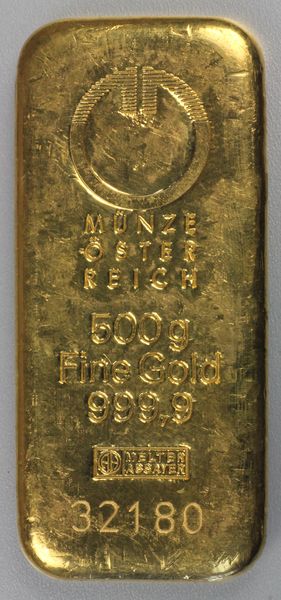 MÜNZE
ÖSTER
REICH
500g
Fine Gold
999,9
MELTER
ASSAYER
32180